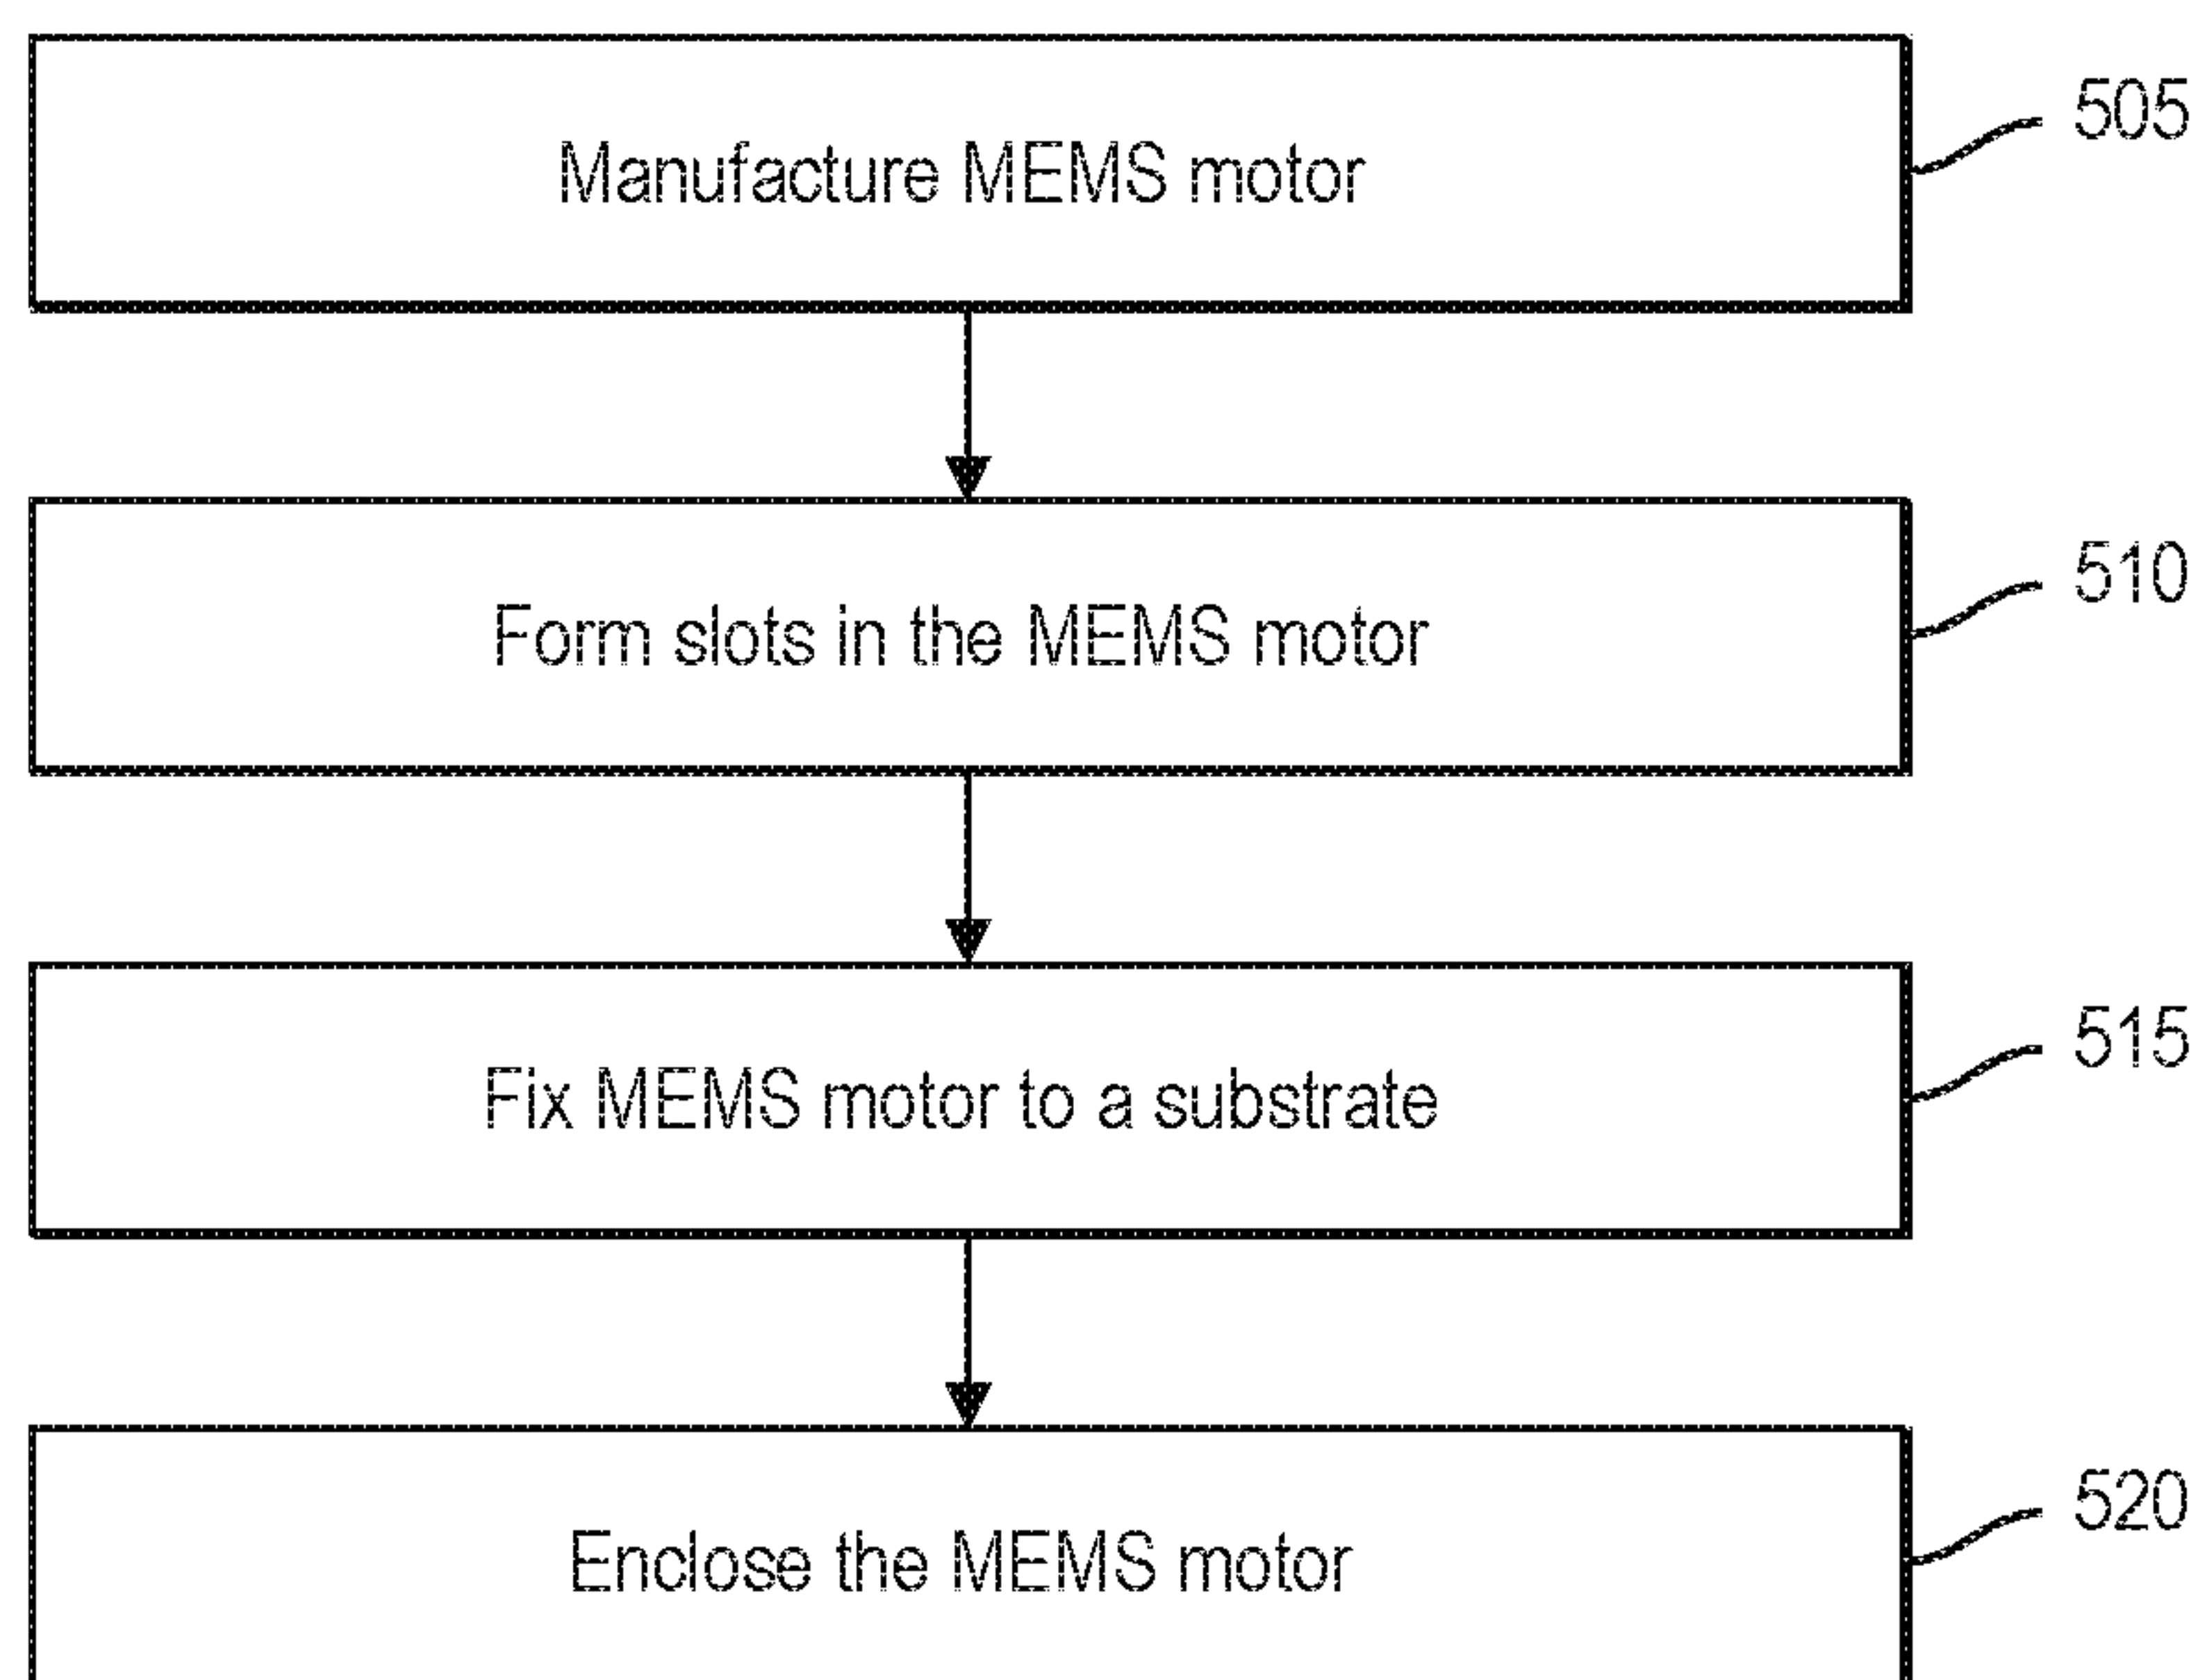 Manufacture MEMS motor
505
Form slots in the MEMS motor
510
Fix MEMS motor to a substrate
515
Enclose the MEMS motor
520